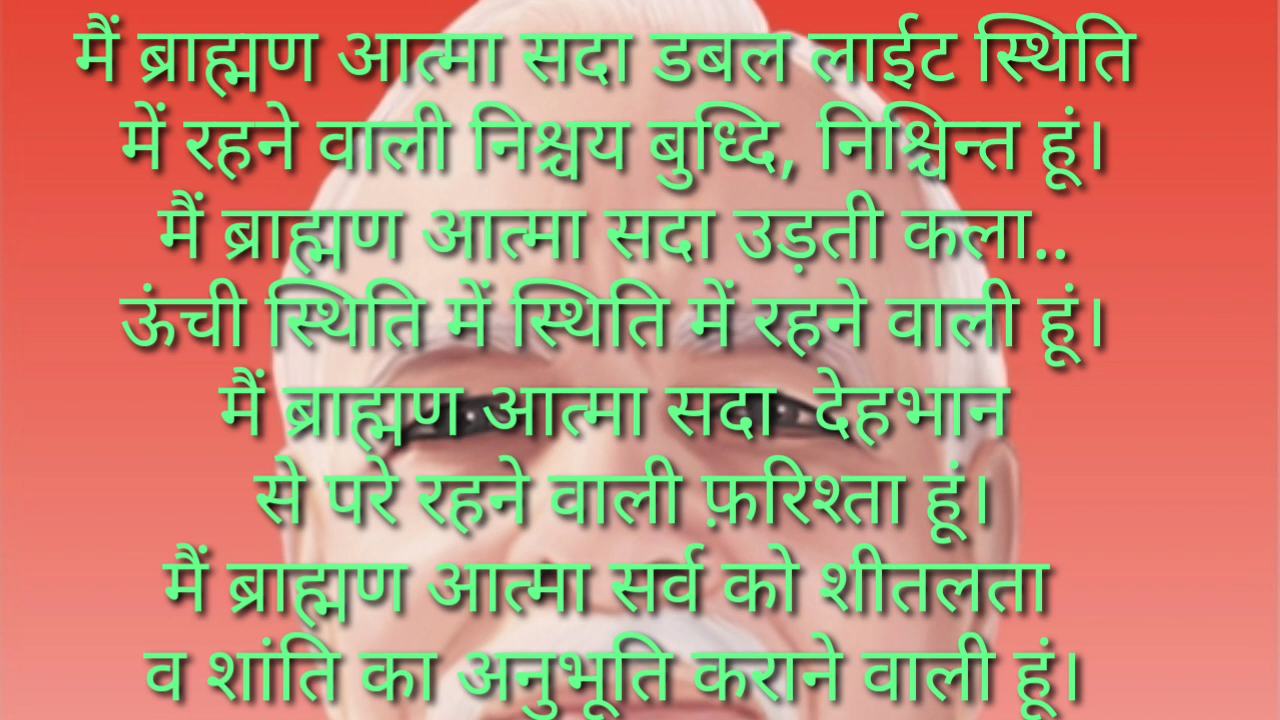 मैं ब्राह्मण आत्मा सदा डबल लाईट स्थिति
में रहने वाली निश्चय बुध्दि, निश्चिन्त हूं।
मैं ब्राह्मण आत्मा सदा उड़ती कला..
ऊंची स्थिति में स्थिति में रहने वाली हूं।
मैं ब्राह्मण आत्मा सदा देहभान
से परे रहने वाली फ़रिश्ता हूं।
मैं ब्राह्मण आत्मा सर्व को शीतलता
व शांति का अनुभूति कराने वाली हूं।